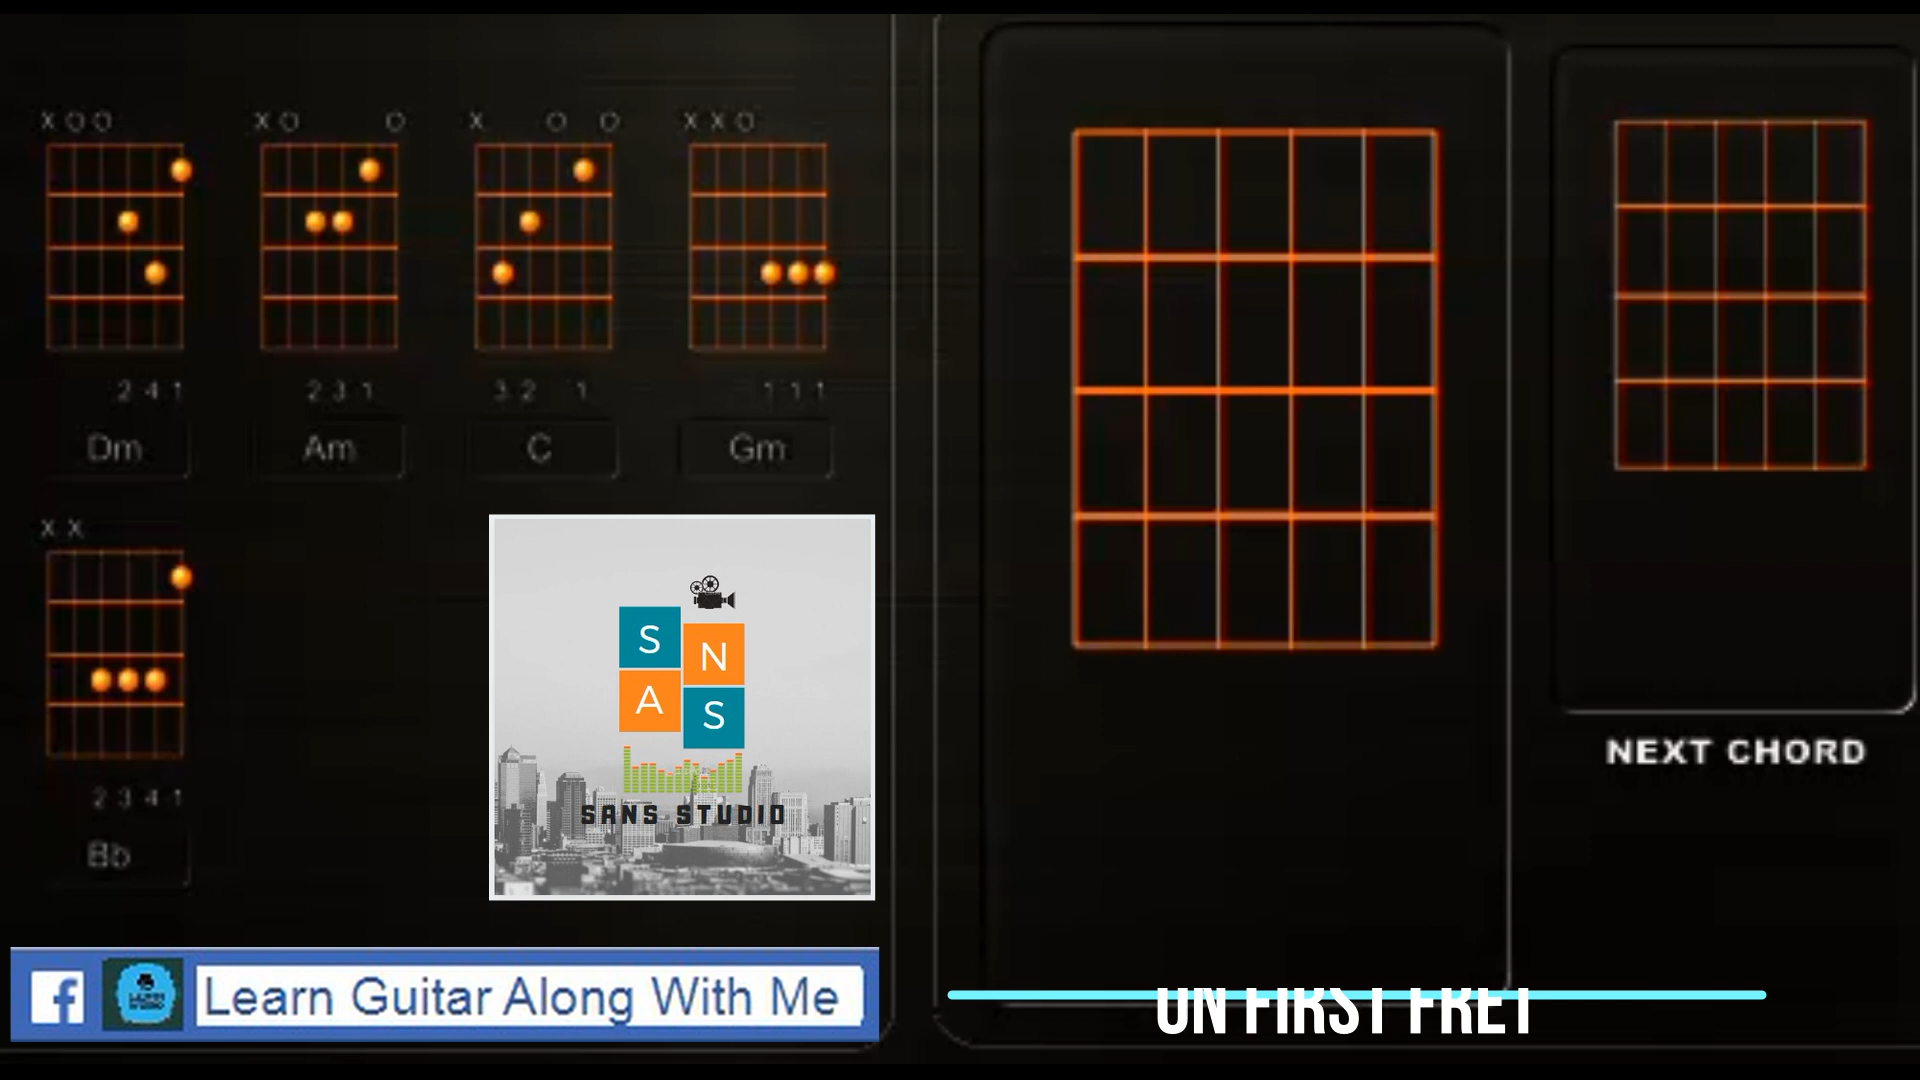 X O O
X O O
X O O
X X O
2 4 1
2 3 1
3 2 1
1 1 1
Dm
Am
C
Gm
X X
2 3 4 1
Bb
S
N
A
S
SANS STUDIO
NEXT CHORD
f
Learn Guitar Along With Me
ON FIRST FRET